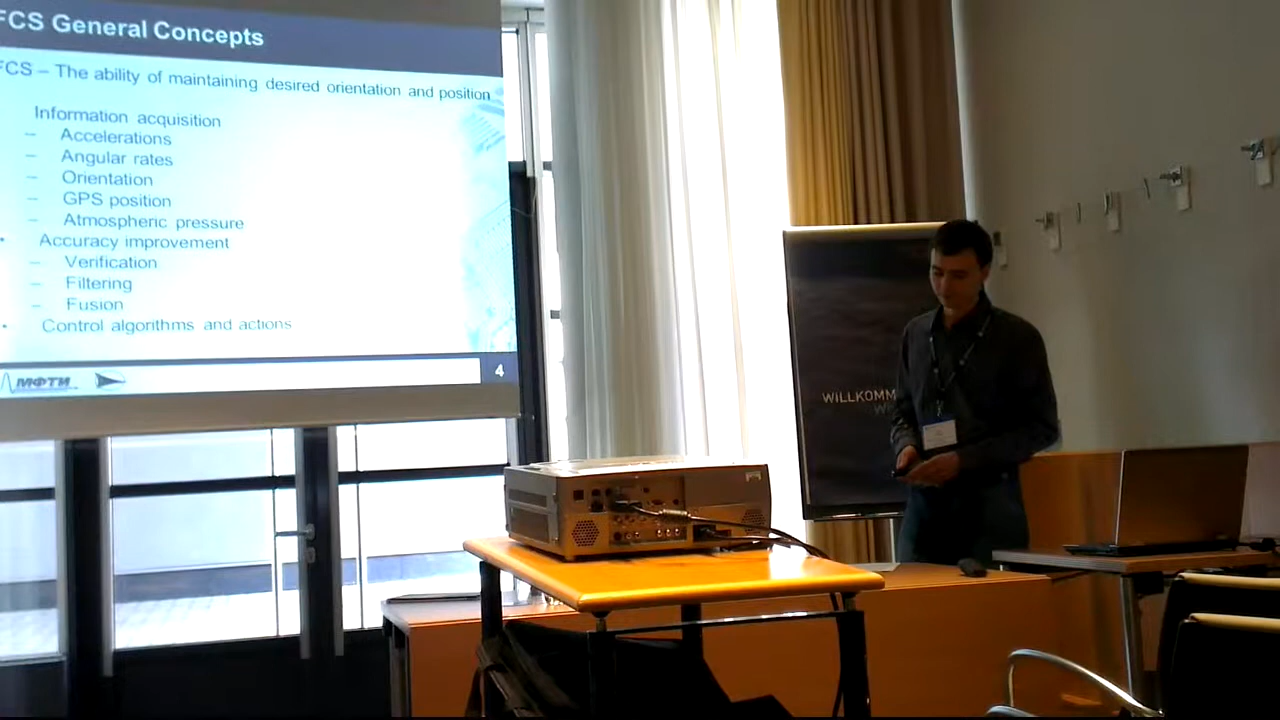 FCS General Concepts
FCS – The ability of maintaining desired orientation and position
Information acquisition
– Accelerations
– Angular rates
– Orientation
– GPS position
– Atmospheric pressure
• Accuracy improvement
– Verification
– Filtering
– Fusion
• Control algorithms and actions
МФТИ
4
WILLKOMM